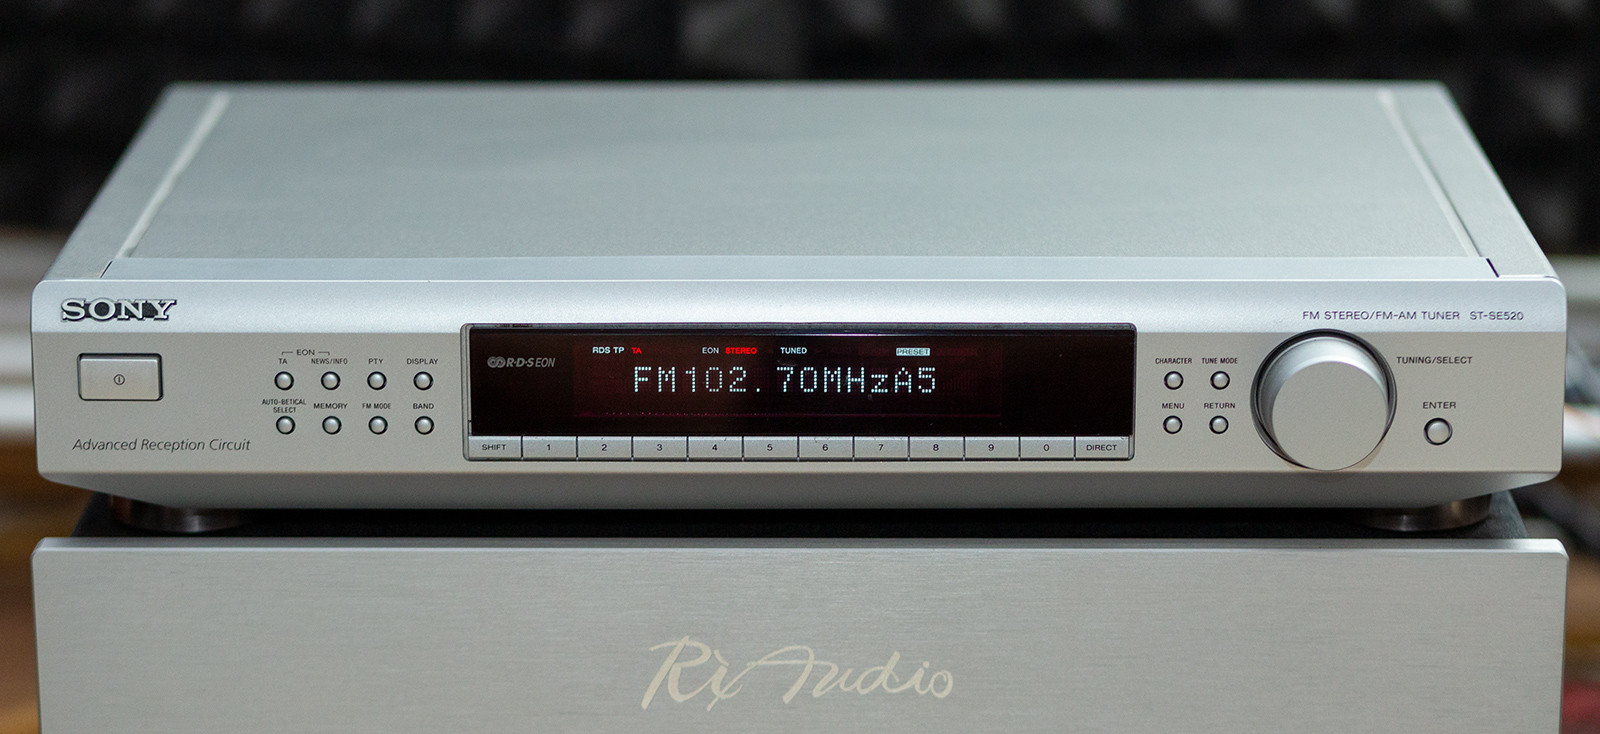 SONY
FM STEREO/FM-AM TUNER ST-SE520
EON
TA NEWS/INFO PTY DISPLAY
AUTO-BETICAL
SELECT
MEMORY FM MODE BAND
Advanced Reception Circuit
R·D·S EON
RDS TP TA EON STEREO TUNED PRESET
FM102.70MHzA5
SHIFT 1 2 3 4 5 6 7 8 9 0 DIRECT
CHARACTER TUNE MODE
MENU RETURN
TUNING/SELECT
ENTER
Rix Audio